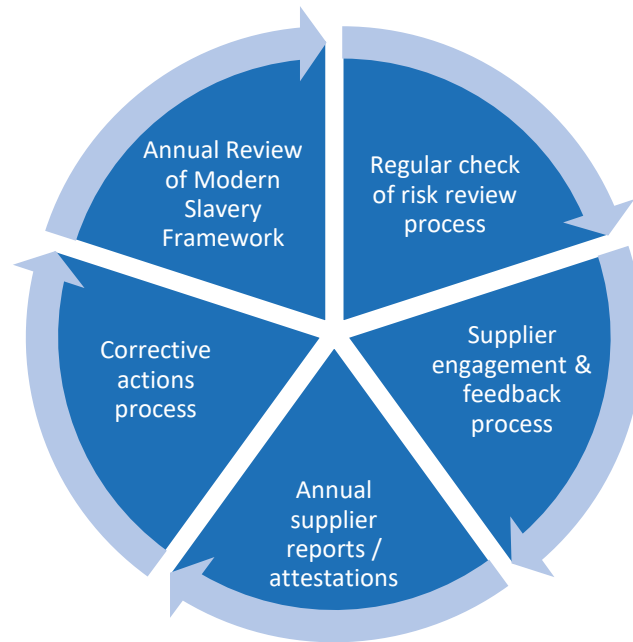 Annual Review
of Modern
Slavery
Framework
Regular check
of risk review
process
Supplier
engagement &
feedback
process
Annual
supplier
reports /
attestations
Corrective
actions
process